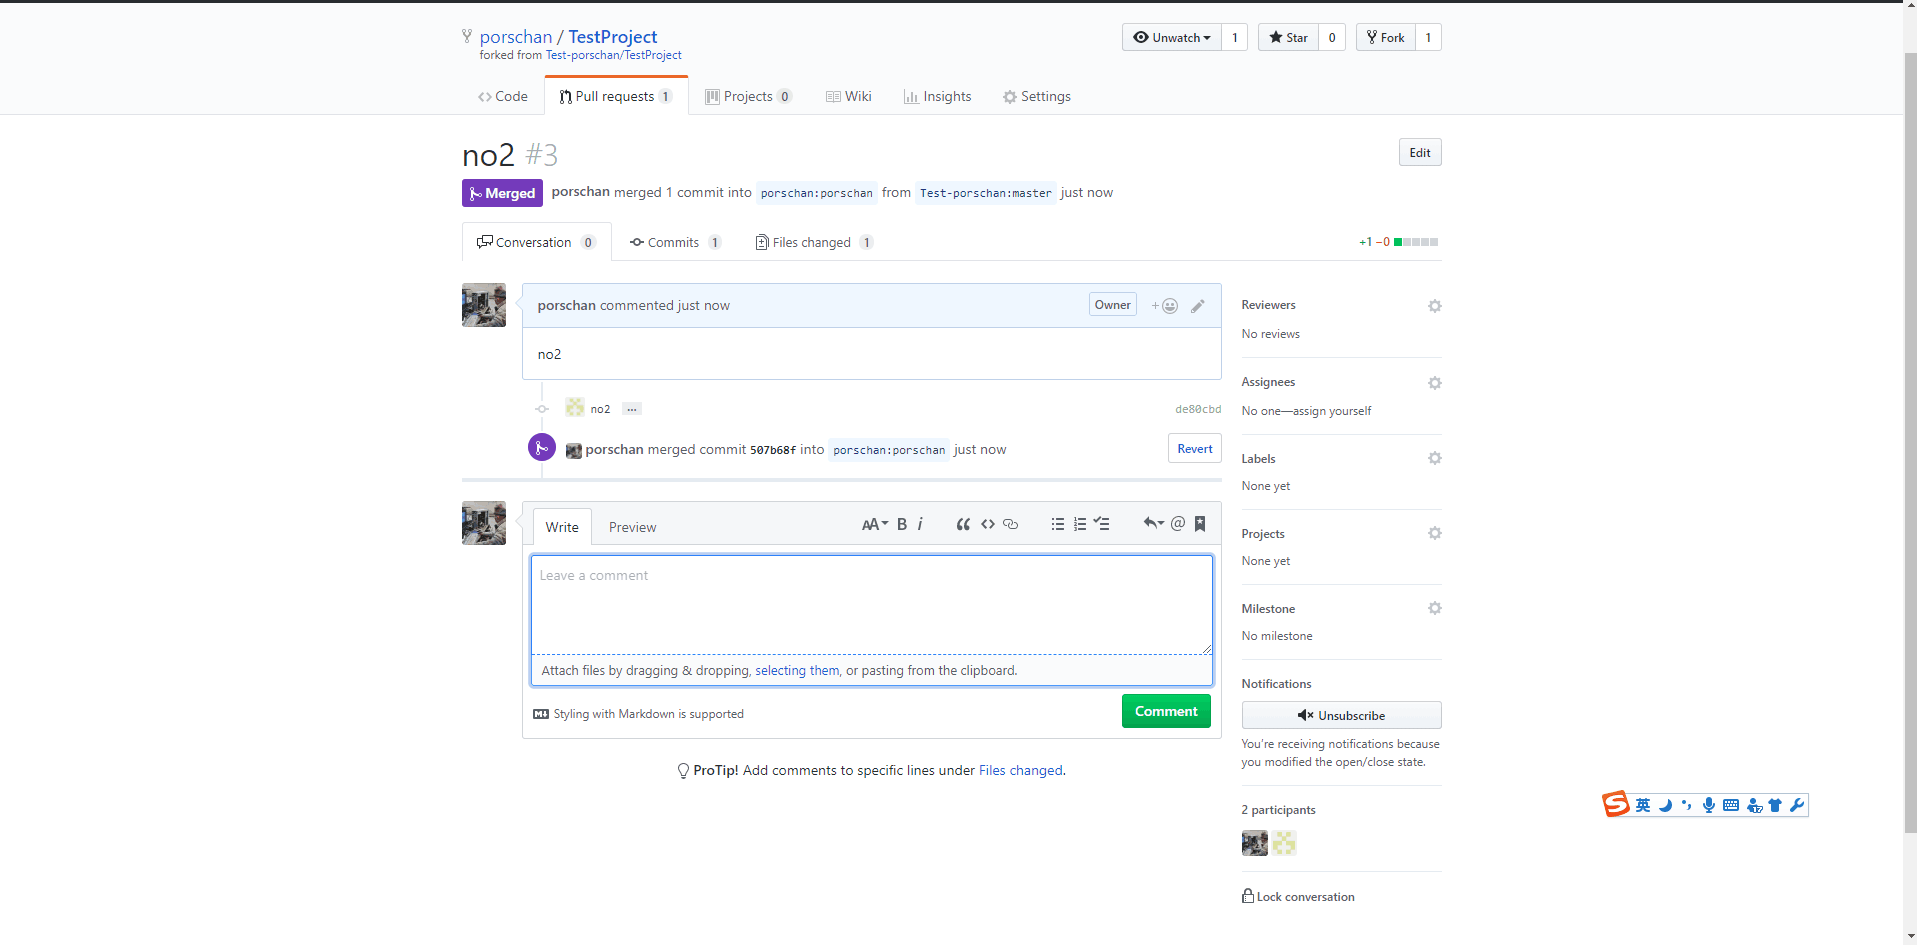 porschan / TestProject
forked from Test-porschan/TestProject
Unwatch 1 Star 0 Fork 1
Code Pull requests 1 Projects 0 Wiki Insights Settings
no2 #3
Edit
Merged porschan merged 1 commit into porschan:porschan from Test-porschan:master just now
Conversation 0 Commits 1 Files changed 1 +1 −0
porschan commented just now Owner +
no2
no2 ... de80cbd
porschan merged commit 507b68f into porschan:porschan just now Revert
Write Preview AA B i @
Leave a comment
Attach files by dragging & dropping, selecting them, or pasting from the clipboard.
Styling with Markdown is supported Comment
ProTip! Add comments to specific lines under Files changed.
Reviewers
No reviews
Assignees
No one—assign yourself
Labels
None yet
Projects
None yet
Milestone
No milestone
Notifications
Unsubscribe
You're receiving notifications because
you modified the open/close state.
2 participants
Lock conversation
S 英